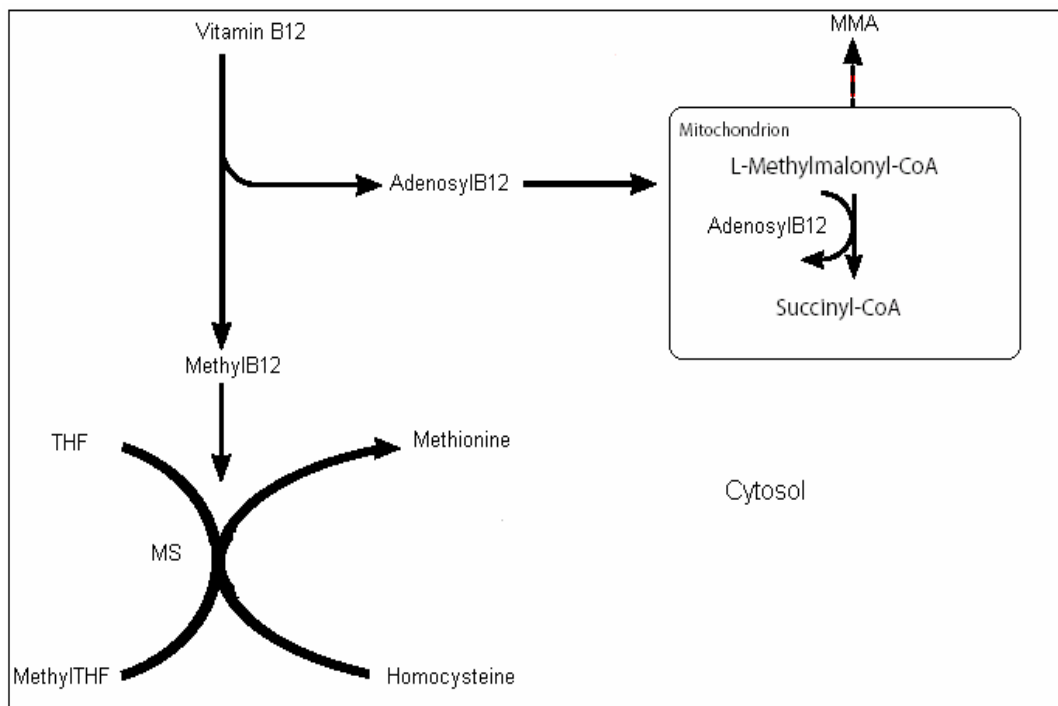 Vitamin B12
MMA
Mitochondrion
L-Methylmalonyl-CoA
AdenosylB12
AdenosylB12
Succinyl-CoA
MethylB12
THF
Methionine
Cytosol
MS
MethylTHF
Homocysteine